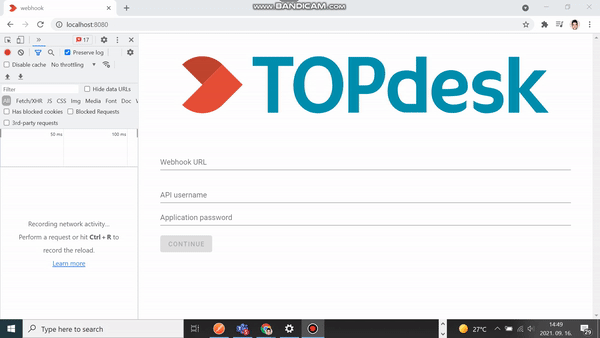 webhook
www.BANDICAM.com
localhost:8080
17
Preserve log
Disable cache No throttling
Filter
Hide data URLs
All Fetch/XHR JS CSS Img Media Font Doc
Has blocked cookies Blocked Requests
3rd-party requests
50 ms 100 ms
Recording network activity...
Perform a request or hit Ctrl + R to
record the reload.
Learn more
TOPdesk
Webhook URL
API username
Application password
CONTINUE
Type here to search
27°C
14:49
2021. 09. 16.
29